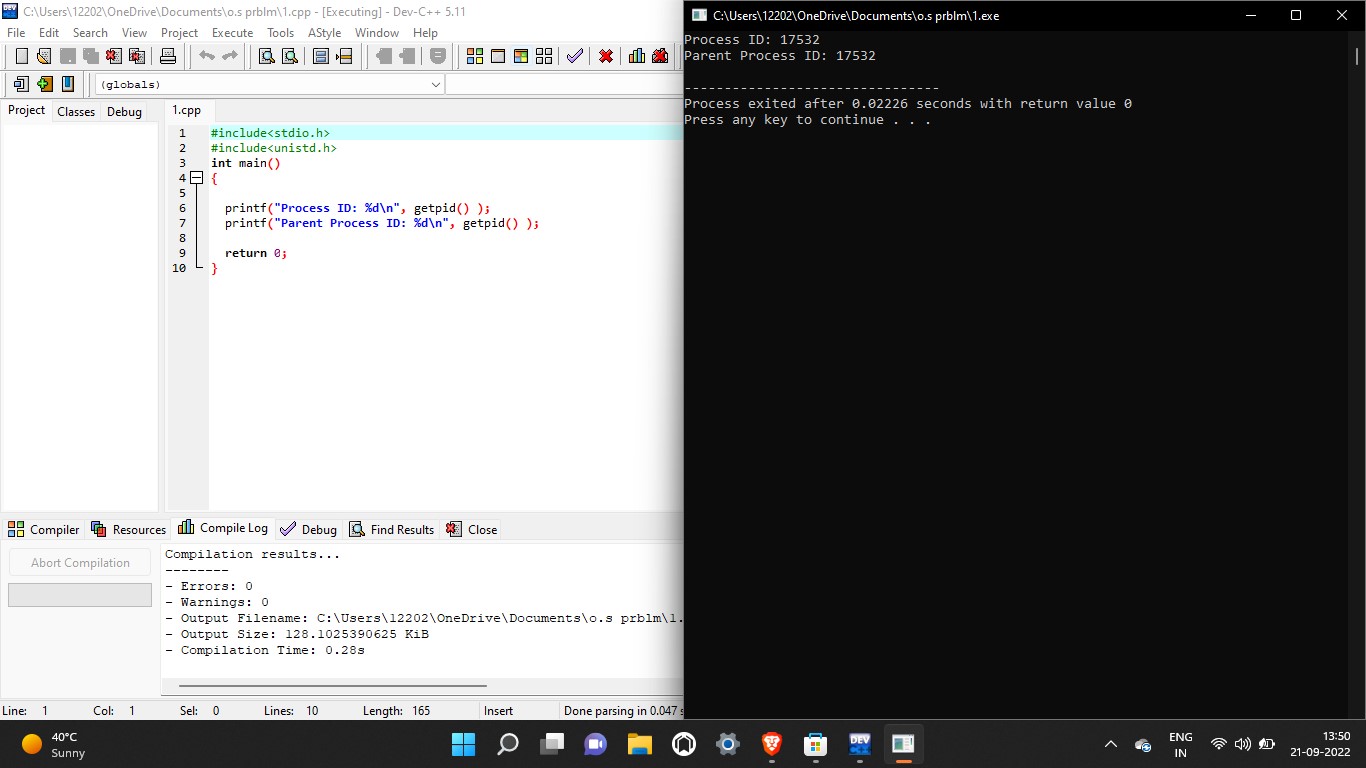 C:\Users\12202\OneDrive\Documents\o.s prblm\1.cpp - [Executing] - Dev-C++ 5.11
File Edit Search View Project Execute Tools AStyle Window Help
(globals)
Project Classes Debug
1.cpp
1 #include<stdio.h>
2 #include<unistd.h>
3 int main()
4 {
5
6 printf("Process ID: %d\n", getpid() );
7 printf("Parent Process ID: %d\n", getpid() );
8
9 return 0;
10 }
Compiler Resources Compile Log Debug Find Results Close
Abort Compilation
Compilation results...
--------
- Errors: 0
- Warnings: 0
- Output Filename: C:\Users\12202\OneDrive\Documents\o.s prblm\1.
- Output Size: 128.1025390625 KiB
- Compilation Time: 0.28s
Line: 1 Col: 1 Sel: 0 Lines: 10 Length: 165 Insert Done parsing in 0.047 s
C:\Users\12202\OneDrive\Documents\o.s prblm\1.exe
Process ID: 17532
Parent Process ID: 17532
--------------------------------
Process exited after 0.02226 seconds with return value 0
Press any key to continue . . .
40°C
Sunny
DEV
ENG
IN
13:50
21-09-2022